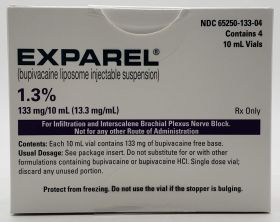 NDC 65250-133-04
Contains 4
10 mL Vials
EXPAREL®
(bupivacaine liposome injectable suspension)
1.3%
133 mg/10 mL (13.3 mg/mL)
Rx Only
For Infiltration and Interscalene Brachial Plexus Nerve Block.
Not for any other Route of Administration
Contents: Each 10 mL vial contains 133 mg of bupivacaine free base.
Usual Dosage: See package insert. Do not substitute for or with other
formulations containing bupivacaine or bupivacaine HCl. Single dose vial;
discard any unused portion.
Protect from freezing. Do not use the vial if the stopper is bulging.